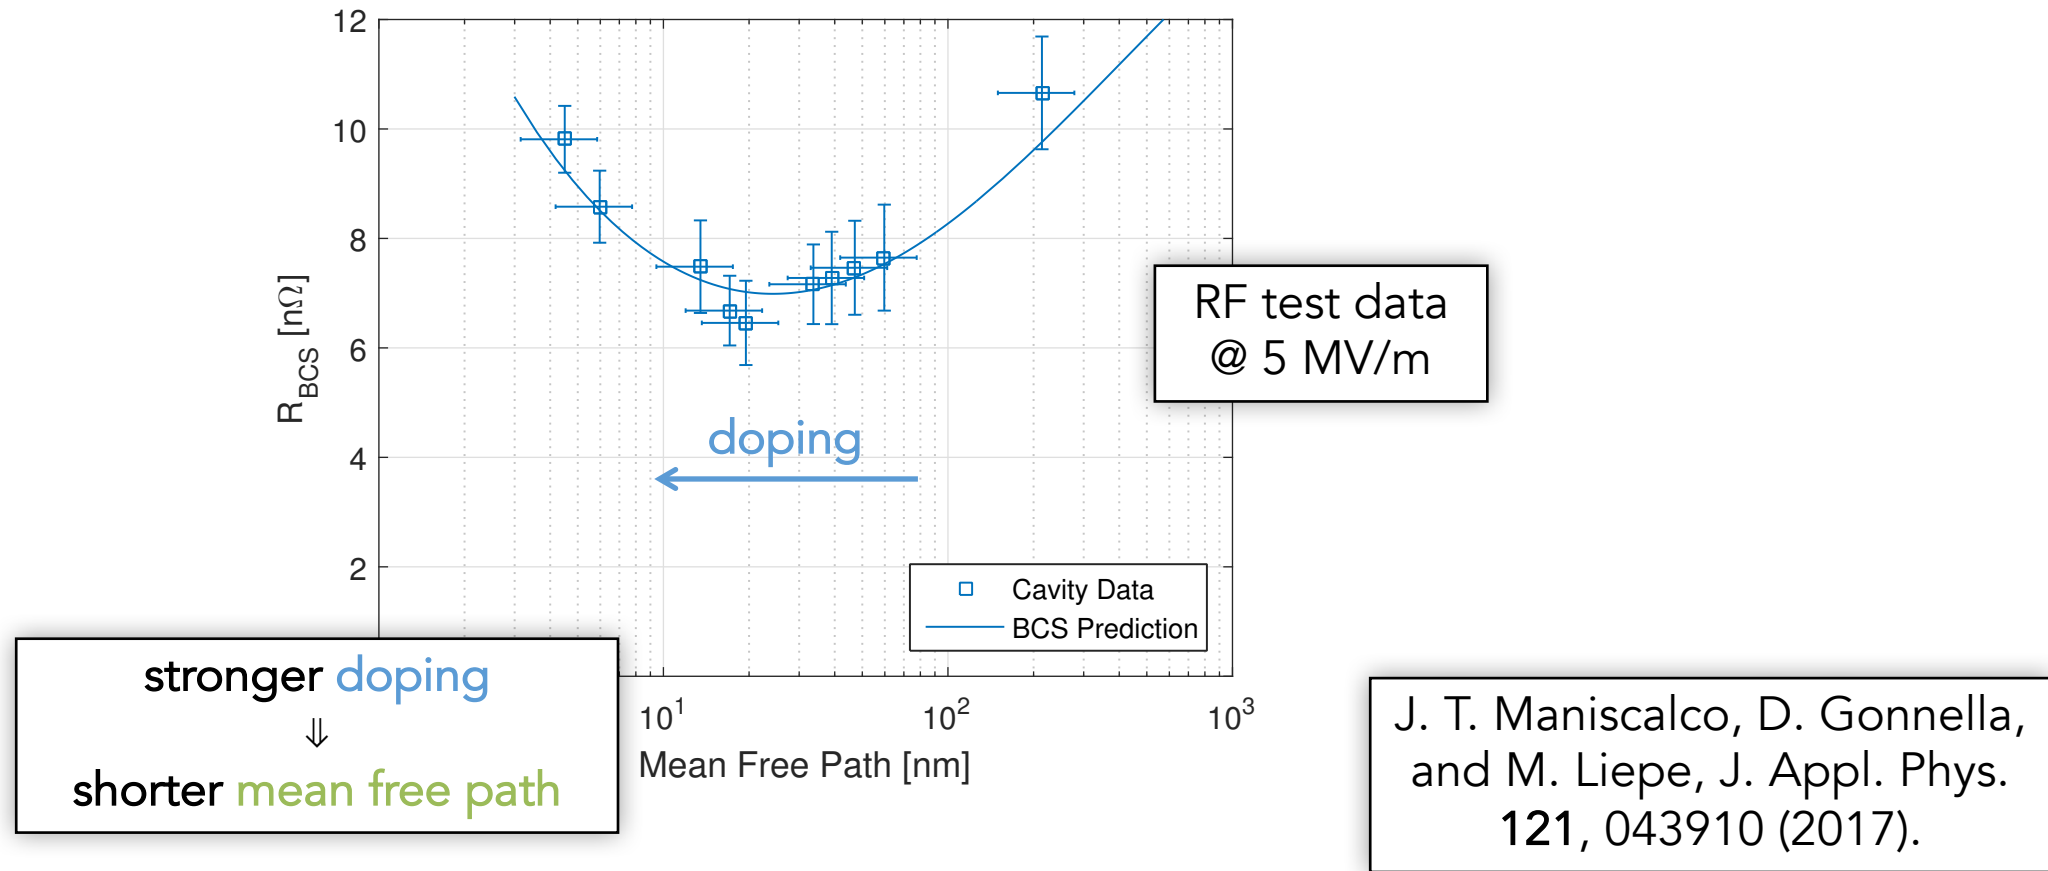 12
10
8
6
4
2
R_BCS [nΩ]
doping
Cavity Data
BCS Prediction
10^1
10^2
10^3
Mean Free Path [nm]
RF test data
@ 5 MV/m
stronger doping
⇓
shorter mean free path
J. T. Maniscalco, D. Gonnella,
and M. Liepe, J. Appl. Phys.
121, 043910 (2017).